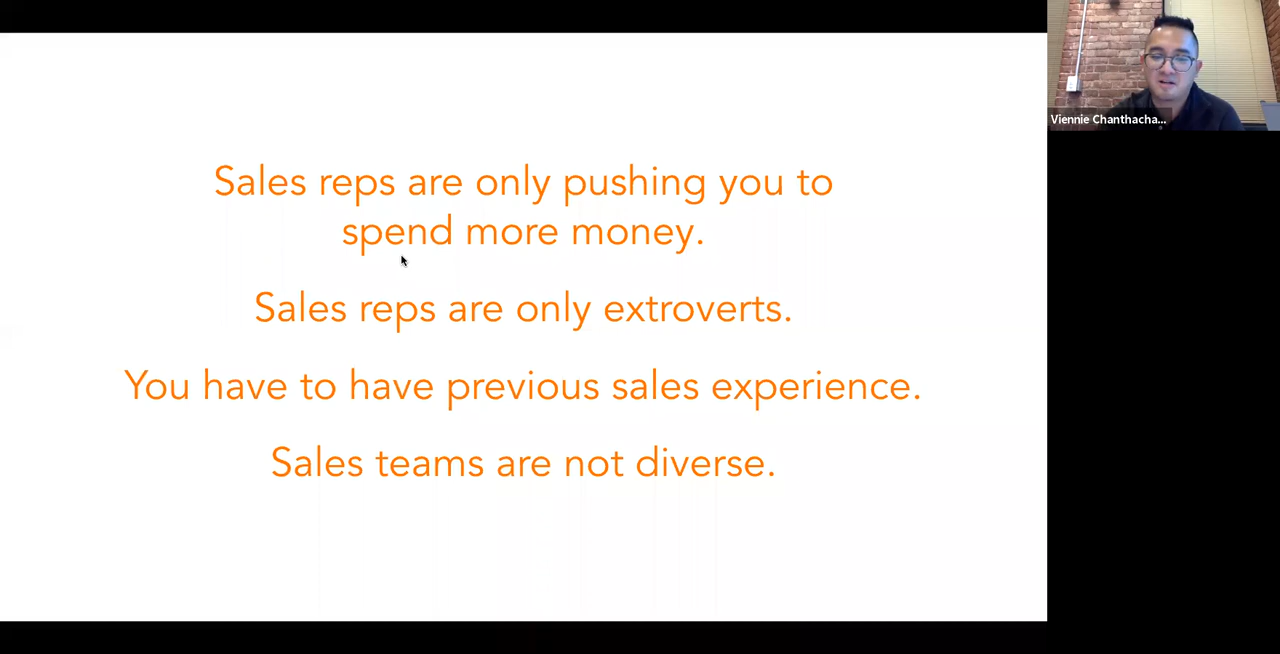 Sales reps are only pushing you to
spend more money.
Sales reps are only extroverts.
You have to have previous sales experience.
Sales teams are not diverse.
Viennie Chanthacha...